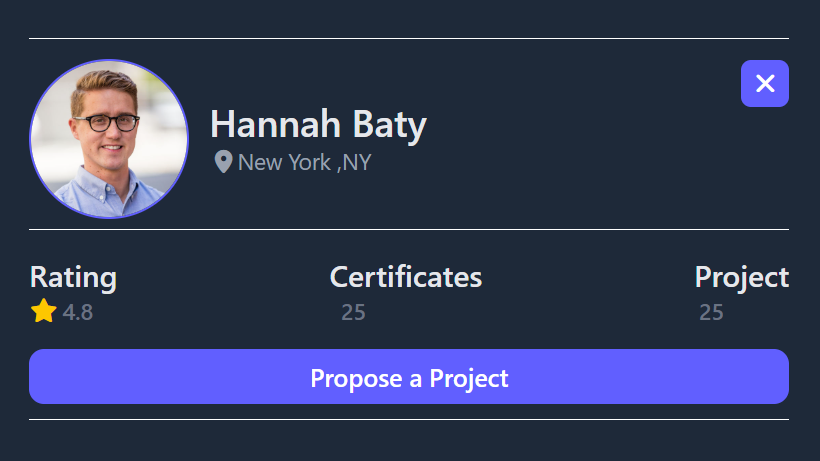 Hannah Baty
New York ,NY
Rating Certificates Project
4.8 25 25
Propose a Project